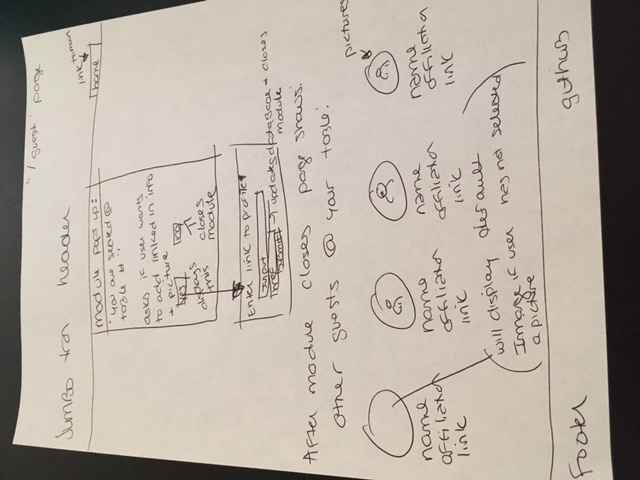 "/guest" page
Jumbo tron header
link to main
home
module pops up:
"you are seated @
table # "
asks if user wants
to add linked in info
+ picture
yes
no
displays
this
closes
module
Enter link to profile
Input
href
submit → updates database + closes
module
After module closes page shows:
Other guests @ your table:
pictures
name
affiliation
link
name
affiliation
link
name
affiliation
link
name
affiliation
link
(will display default
Image if user has not selected
a picture)
Footer
github